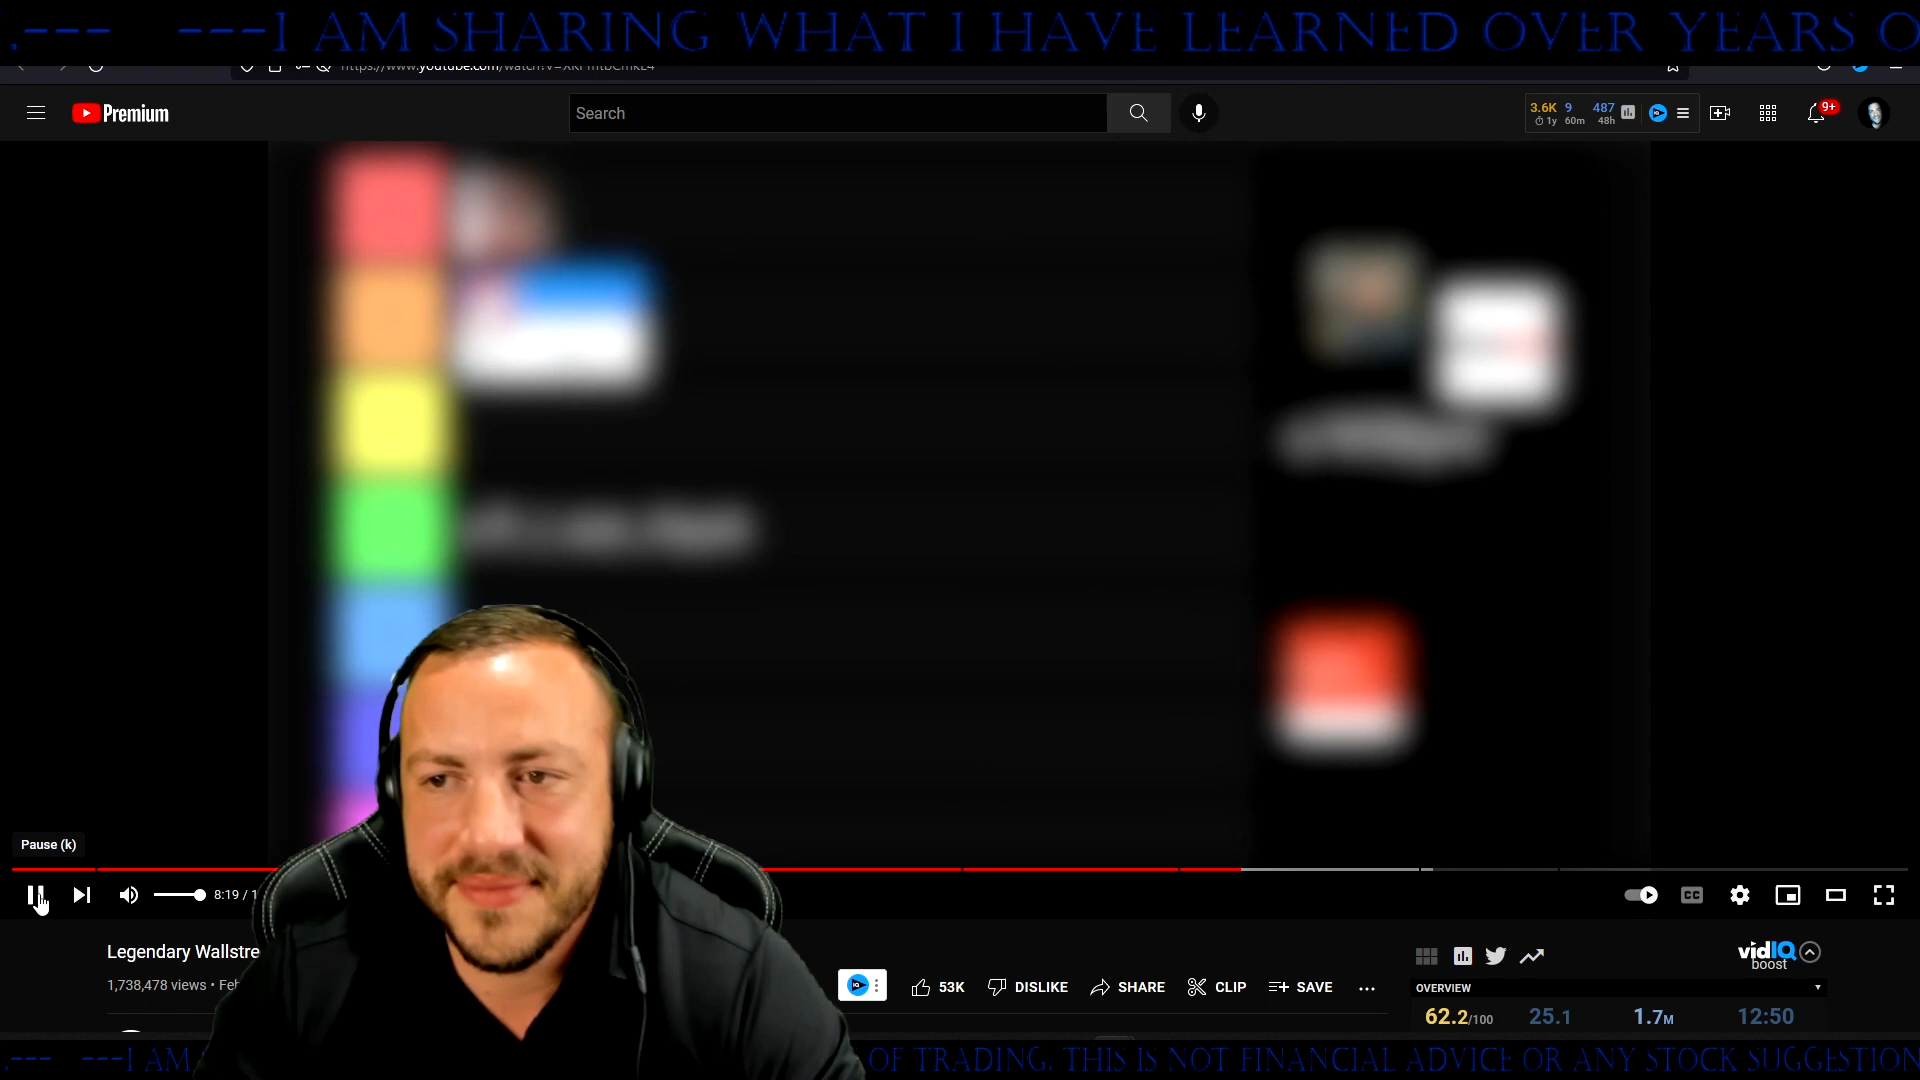 .--- ---I AM SHARING WHAT I HAVE LEARNED OVER YEARS O
Premium
Search
3.6K 9 487
1y 60m 48h
9+
Pause (k)
8:19 / 1
CC
Legendary Wallstre
1,738,478 views • Feb
53K DISLIKE SHARE CLIP SAVE ...
vidIQ
boost
OVERVIEW
62.2/100 25.1 1.7M 12:50
.--- ---I AM OF TRADING. THIS IS NOT FINANCIAL ADVICE OR ANY STOCK SUGGESTION